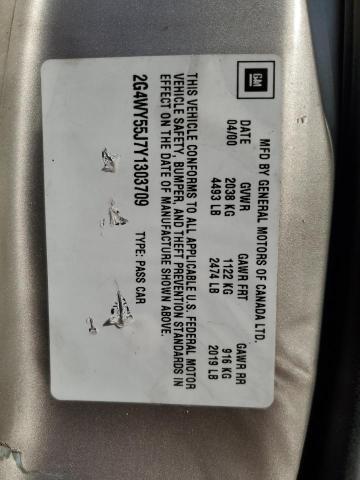 GM
MFD BY GENERAL MOTORS OF CANADA LTD.
DATE GVWR GAWR FRT GAWR RR
04/00 2038 KG 1122 KG 916 KG
4493 LB 2474 LB 2019 LB
THIS VEHICLE CONFORMS TO ALL APPLICABLE U.S. FEDERAL MOTOR
VEHICLE SAFETY, BUMPER, AND THEFT PREVENTION STANDARDS IN
EFFECT ON THE DATE OF MANUFACTURE SHOWN ABOVE.
2G4WY55J7Y1303709 TYPE: PASS CAR